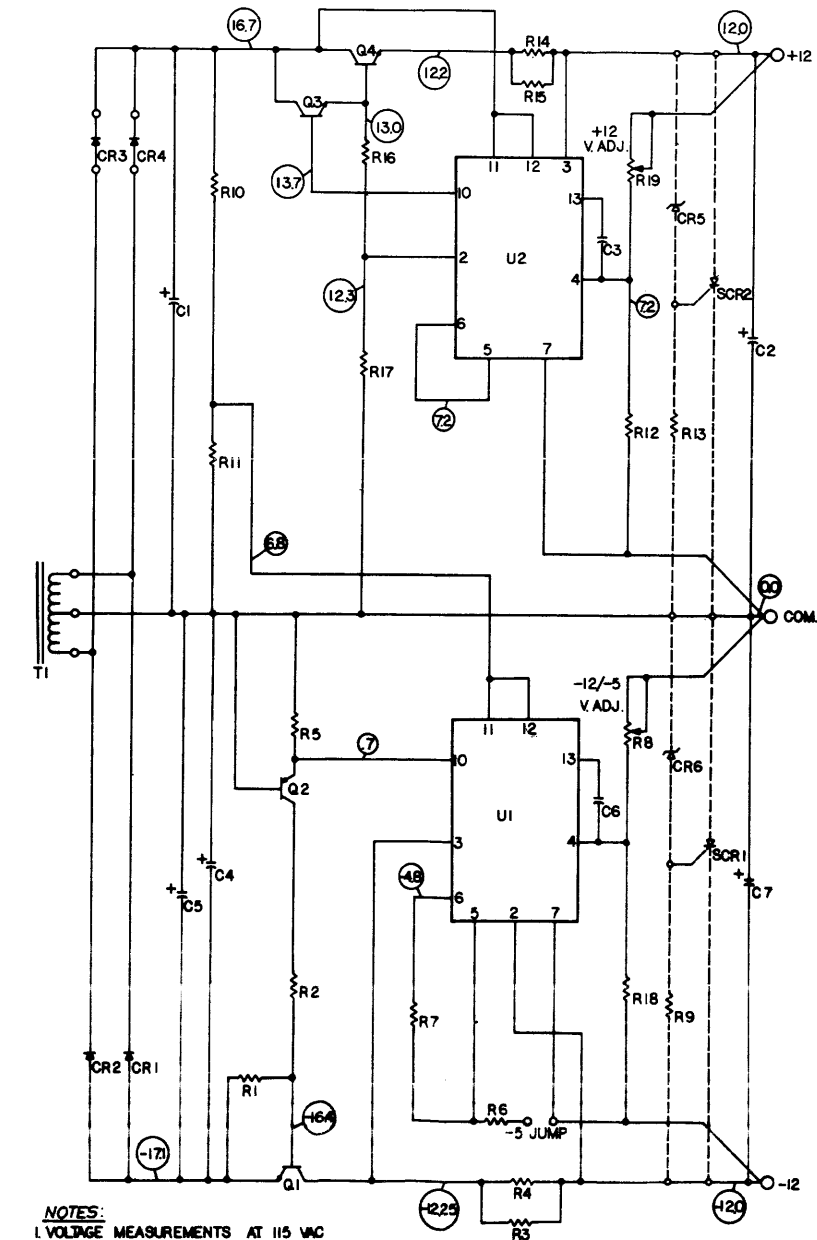 16.7
Q4
12.2
R14
R15
12.0
+12
Q3
13.0
CR3
CR4
R16
+12
V. ADJ.
11
12
3
R10
13.7
10
13
R19
CR5
C3
2
U2
12.3
4
SCR2
7.2
+
C1
6
5
7
+
C2
R17
7.2
R12
R13
R11
6.8
0.0
COM.
T1
-12/-5
V. ADJ.
11
12
R5
.7
10
13
R8
CR6
Q2
C6
U1
3
4
SCR1
+
C4
+
C5
-4.8
6
5
2
7
+
C7
R2
R7
R18
R9
CR2
CR1
R1
R6
-5 JUMP
-16.4
-17.1
Q1
R4
-12
-12.25
-12.0
R3
NOTES:
1. VOLTAGE MEASUREMENTS AT 115 VAC